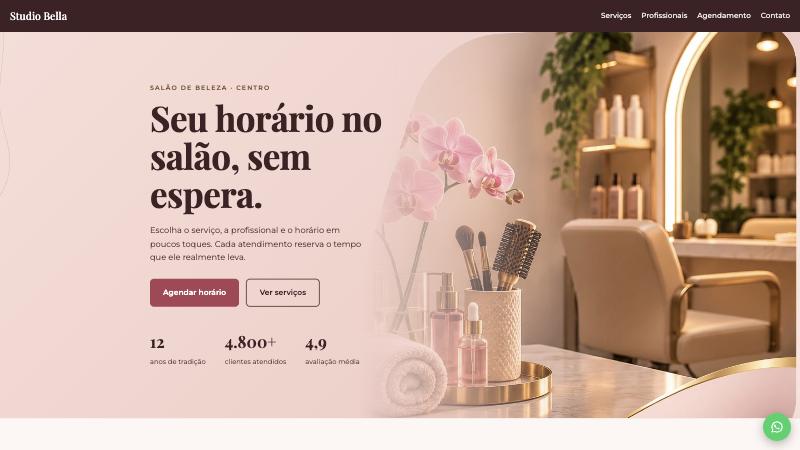 Studio Bella
Serviços Profissionais Agendamento Contato
SALÃO DE BELEZA · CENTRO
Seu horário no
salão, sem
espera.
Escolha o serviço, a profissional e o horário em
poucos toques. Cada atendimento reserva o tempo
que ele realmente leva.
Agendar horário Ver serviços
12 4.800+ 4,9
anos de tradição clientes atendidos avaliação média